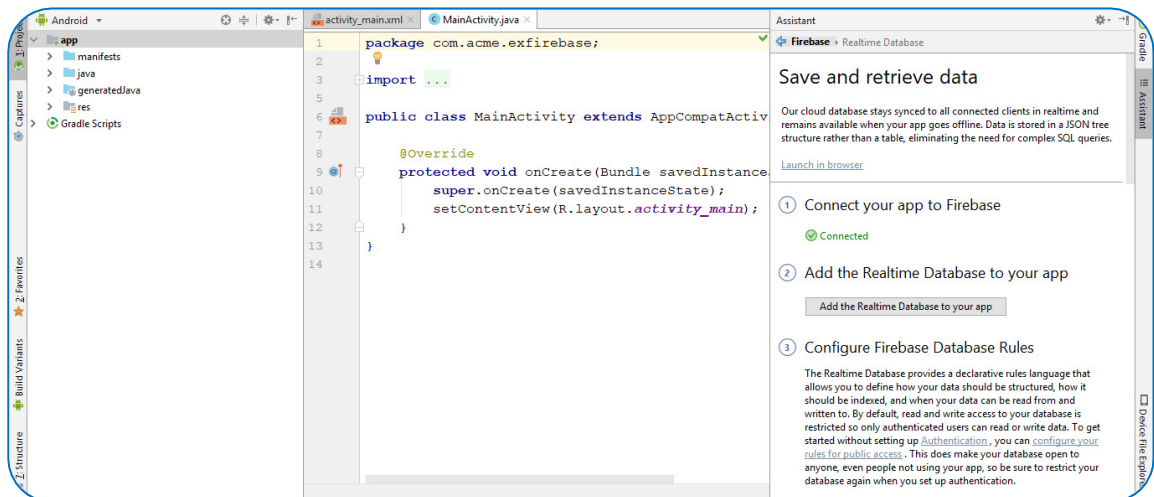 1: Proje
Captures
2: Favorites
Build Variants
Z: Structure
Android
app
manifests
java
generatedJava
res
Gradle Scripts
activity_main.xml
MainActivity.java
1 package com.acme.exfirebase;
2
3 import ...
5
6 public class MainActivity extends AppCompatActiv
7
8 @Override
9 protected void onCreate(Bundle savedInstance
10 super.onCreate(savedInstanceState);
11 setContentView(R.layout.activity_main);
12 }
13 }
14
Assistant
Firebase › Realtime Database
Save and retrieve data
Our cloud database stays synced to all connected clients in realtime and
remains available when your app goes offline. Data is stored in a JSON tree
structure rather than a table, eliminating the need for complex SQL queries.
Launch in browser
1 Connect your app to Firebase
Connected
2 Add the Realtime Database to your app
Add the Realtime Database to your app
3 Configure Firebase Database Rules
The Realtime Database provides a declarative rules language that
allows you to define how your data should be structured, how it
should be indexed, and when your data can be read from and
written to. By default, read and write access to your database is
restricted so only authenticated users can read or write data. To get
started without setting up Authentication , you can configure your
rules for public access . This does make your database open to
anyone, even people not using your app, so be sure to restrict your
database again when you set up authentication.
Gradle
Assistant
Device File Explore